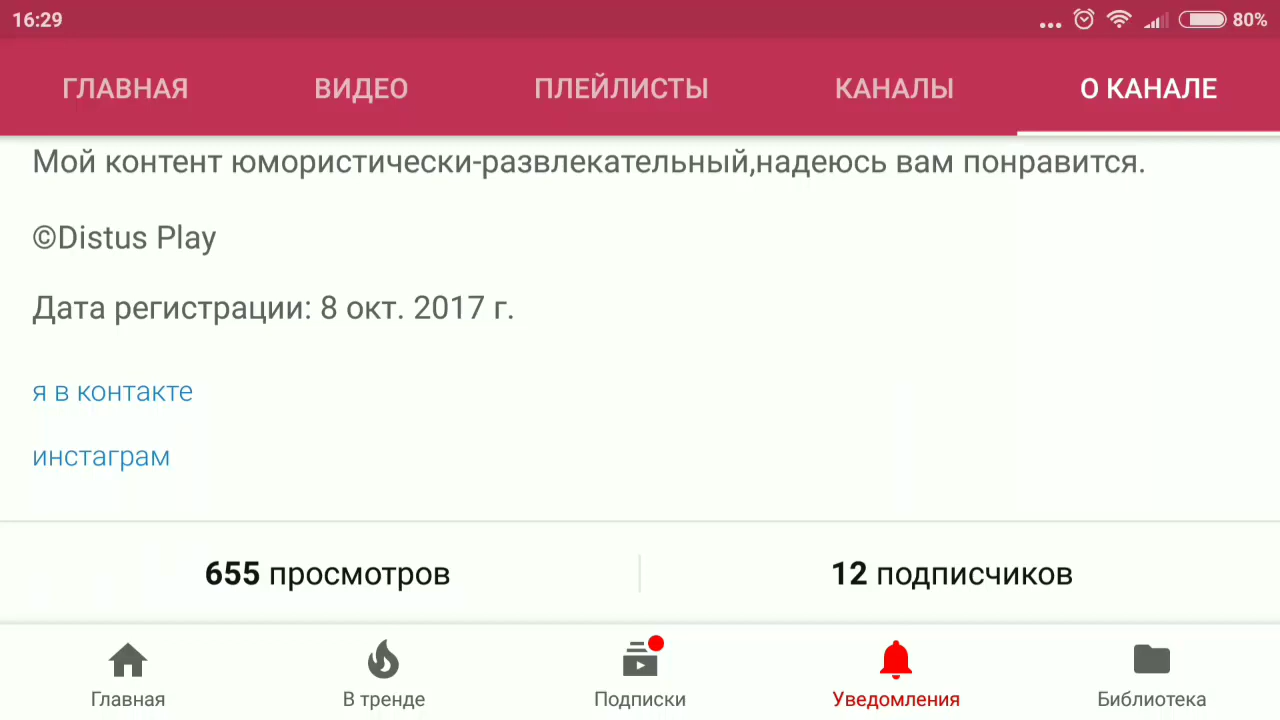 16:29
80%
ГЛАВНАЯ ВИДЕО ПЛЕЙЛИСТЫ КАНАЛЫ О КАНАЛЕ
Мой контент юмористически-развлекательный,надеюсь вам понравится.
©Distus Play
Дата регистрации: 8 окт. 2017 г.
я в контакте
инстаграм
655 просмотров
12 подписчиков
Главная В тренде Подписки Уведомления Библиотека